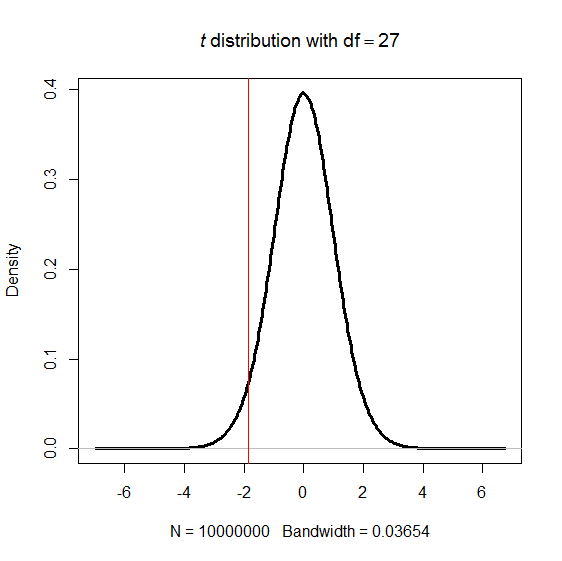 t distribution with df = 27
Density
0.4
0.3
0.2
0.1
0.0
-6 -4 -2 0 2 4 6
N = 10000000 Bandwidth = 0.03654